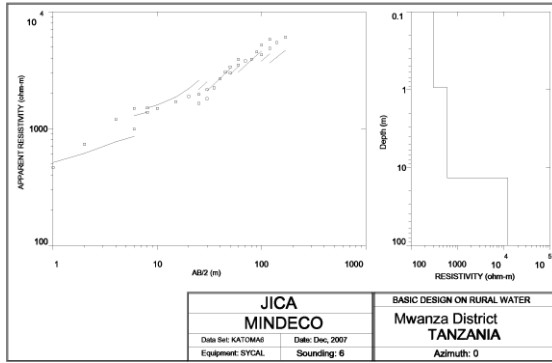 10⁴
1000
100
APPARENT RESISTIVITY (ohm-m)
1 10 100 1000
AB/2 (m)
0.1
1
10
100
Depth (m)
100 1000 10⁴ 10⁵
RESISTIVITY (ohm-m)
JICA
MINDECO
Data Set: KATOMA6 Date: Dec, 2007
Equipment: SYCAL Sounding: 6
BASIC DESIGN ON RURAL WATER
Mwanza District
TANZANIA
Azimuth: 0